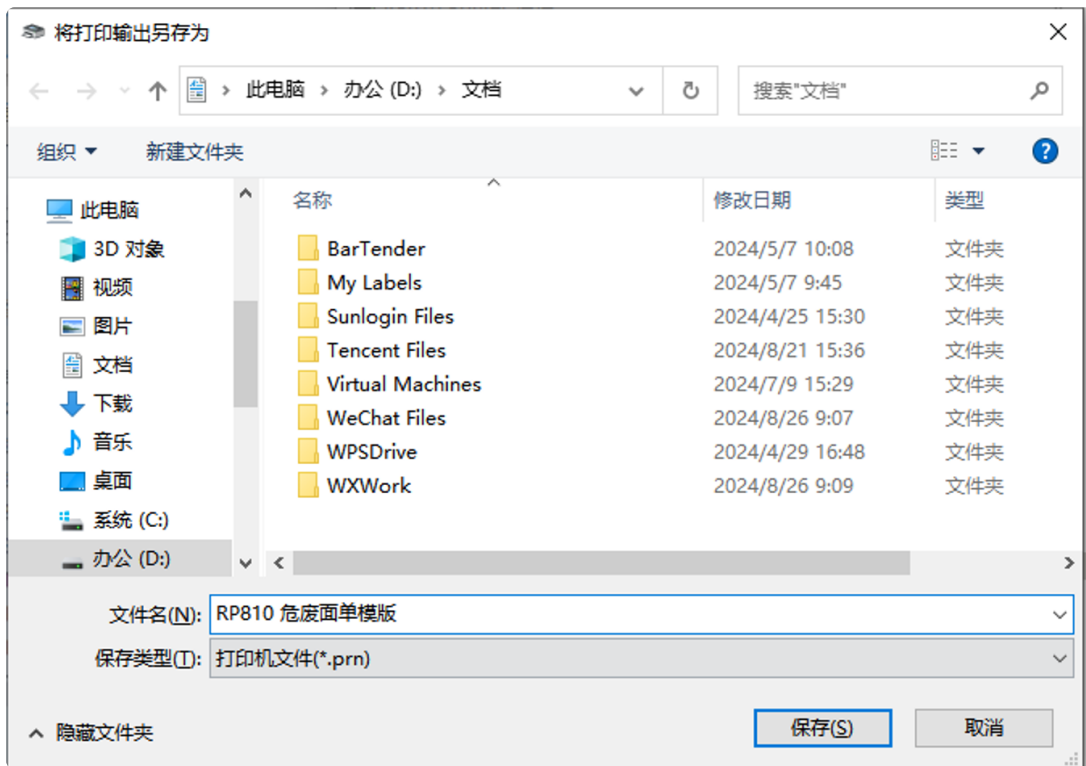 将打印输出另存为
此电脑 › 办公 (D:) › 文档
搜索"文档"
组织
新建文件夹
?
此电脑
3D 对象
视频
图片
文档
下载
音乐
桌面
系统 (C:)
办公 (D:)
名称 修改日期 类型
BarTender 2024/5/7 10:08 文件夹
My Labels 2024/5/7 9:45 文件夹
Sunlogin Files 2024/4/25 15:30 文件夹
Tencent Files 2024/8/21 15:36 文件夹
Virtual Machines 2024/7/9 15:29 文件夹
WeChat Files 2024/8/26 9:07 文件夹
WPSDrive 2024/4/29 16:48 文件夹
WXWork 2024/8/26 9:09 文件夹
文件名(N): RP810 危废面单模版
保存类型(T): 打印机文件(*.prn)
隐藏文件夹
保存(S)
取消